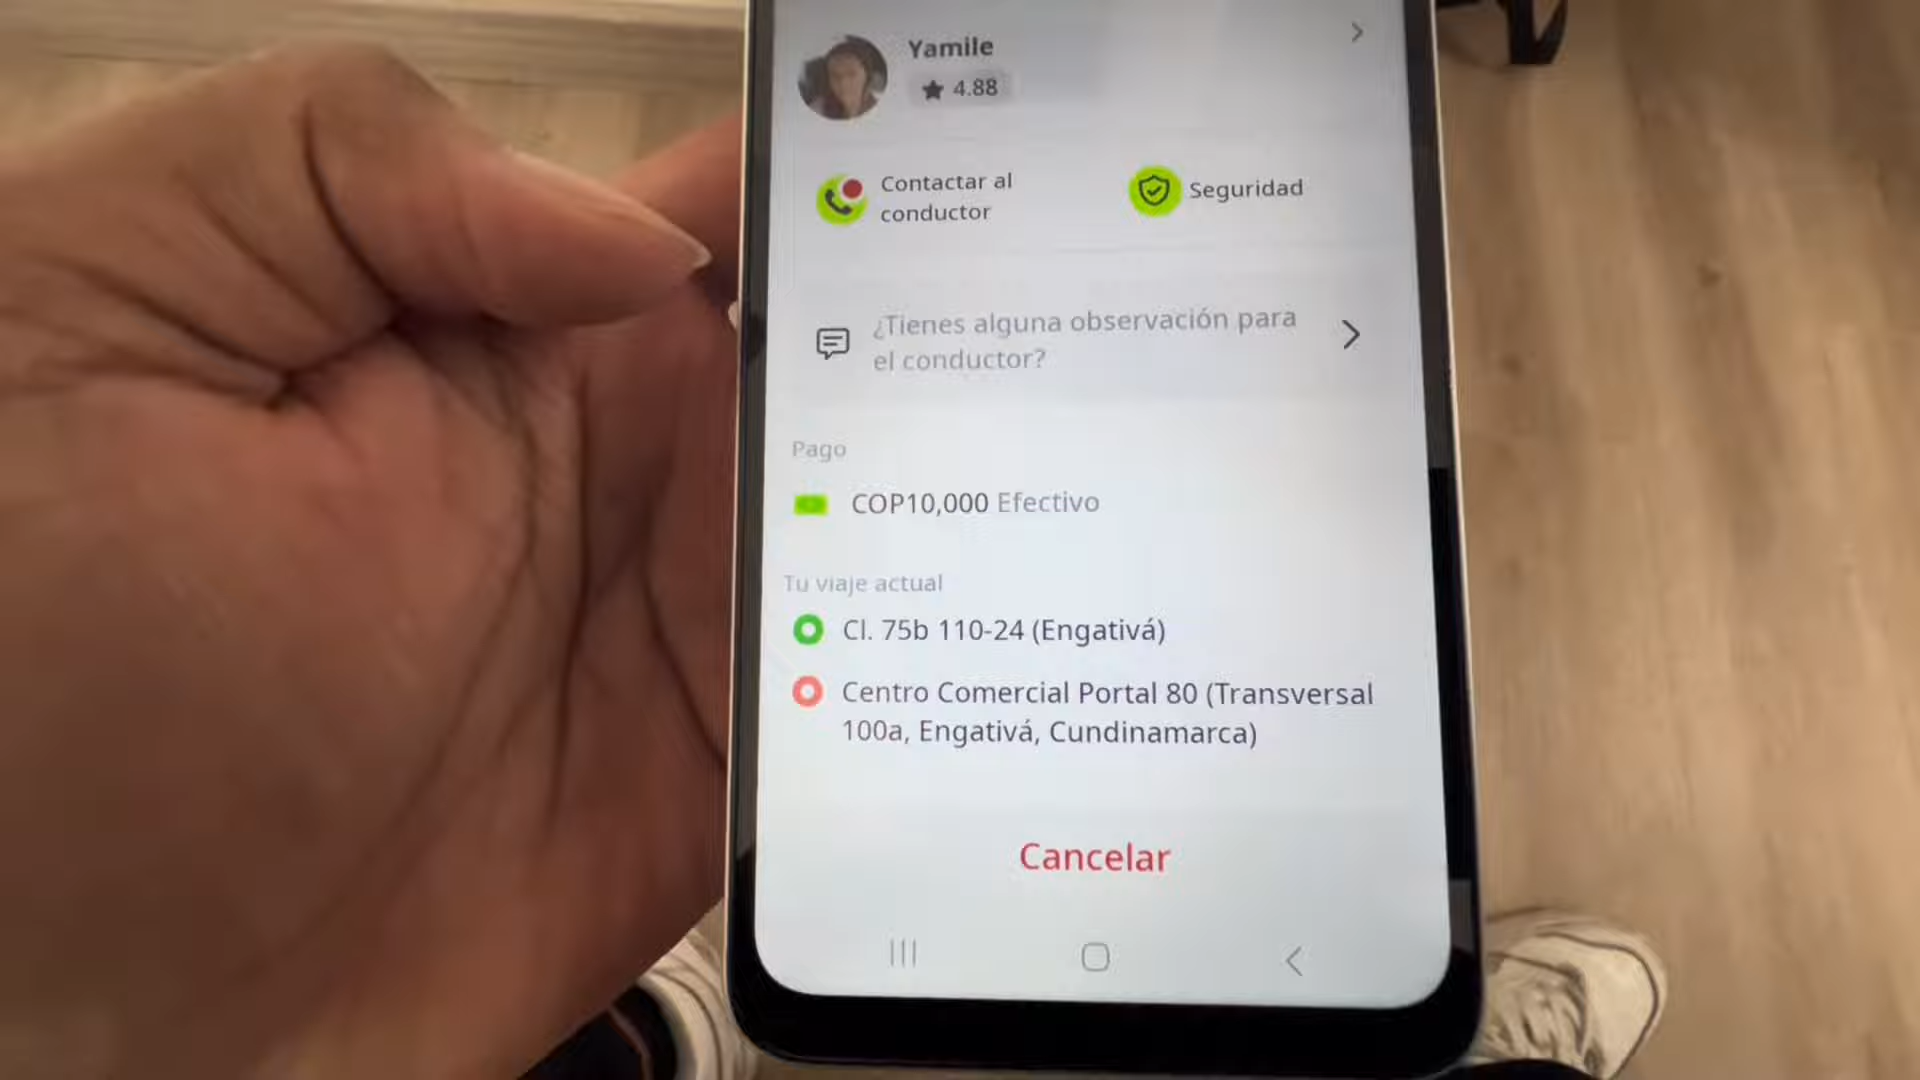 Yamile
4.88
Contactar al
conductor
Seguridad
¿Tienes alguna observación para
el conductor?
Pago
COP10,000 Efectivo
Tu viaje actual
Cl. 75b 110-24 (Engativá)
Centro Comercial Portal 80 (Transversal
100a, Engativá, Cundinamarca)
Cancelar